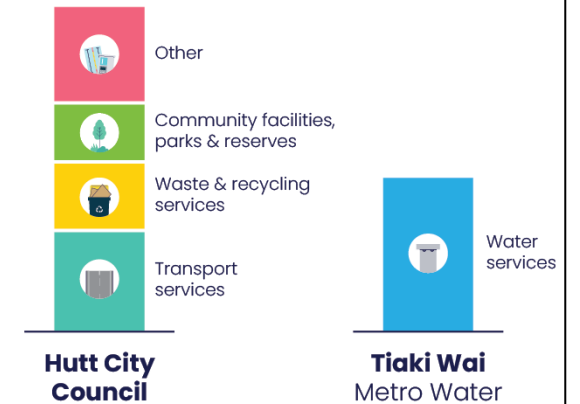 Other
Community facilities,
parks & reserves
Waste & recycling
services
Transport
services
Hutt City
Council
Water
services
Tiaki Wai
Metro Water